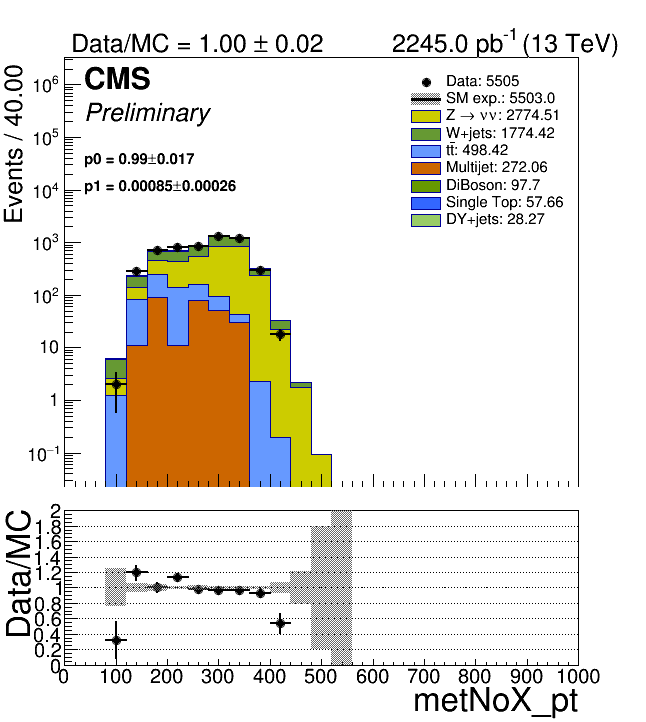 Data/MC = 1.00 ± 0.02 2245.0 pb⁻¹ (13 TeV)
CMS
Preliminary
p0 = 0.99±0.017
p1 = 0.00085±0.00026
Data: 5505
SM exp.: 5503.0
Z → νν: 2774.51
W+jets: 1774.42
tt̄: 498.42
Multijet: 272.06
DiBoson: 97.7
Single Top: 57.66
DY+jets: 28.27
Events / 40.00
10⁶
10⁵
10⁴
10³
10²
10
1
10⁻¹
Data/MC
2
1.8
1.6
1.4
1.2
1
0.8
0.6
0.4
0.2
0
0 100 200 300 400 500 600 700 800 900 1000
metNoX_pt